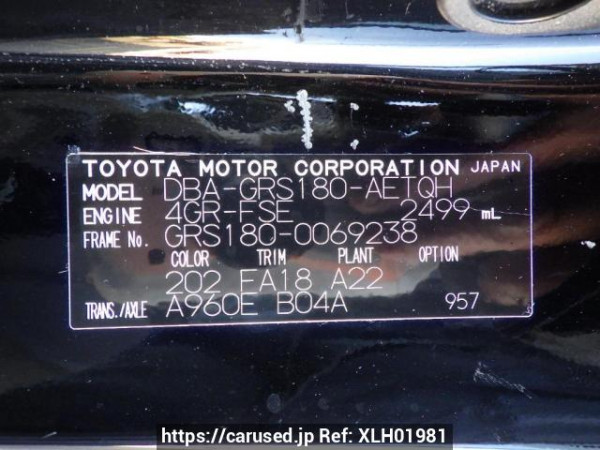 TOYOTA MOTOR CORPORATION JAPAN
MODEL DBA-GRS180-AETQH
ENGINE 4GR-FSE 2499 mL
FRAME No. GRS180-0069238
COLOR TRIM PLANT OPTION
202 FA18 A22
TRANS./AXLE A960E B04A 957
https://carused.jp Ref: XLH01981